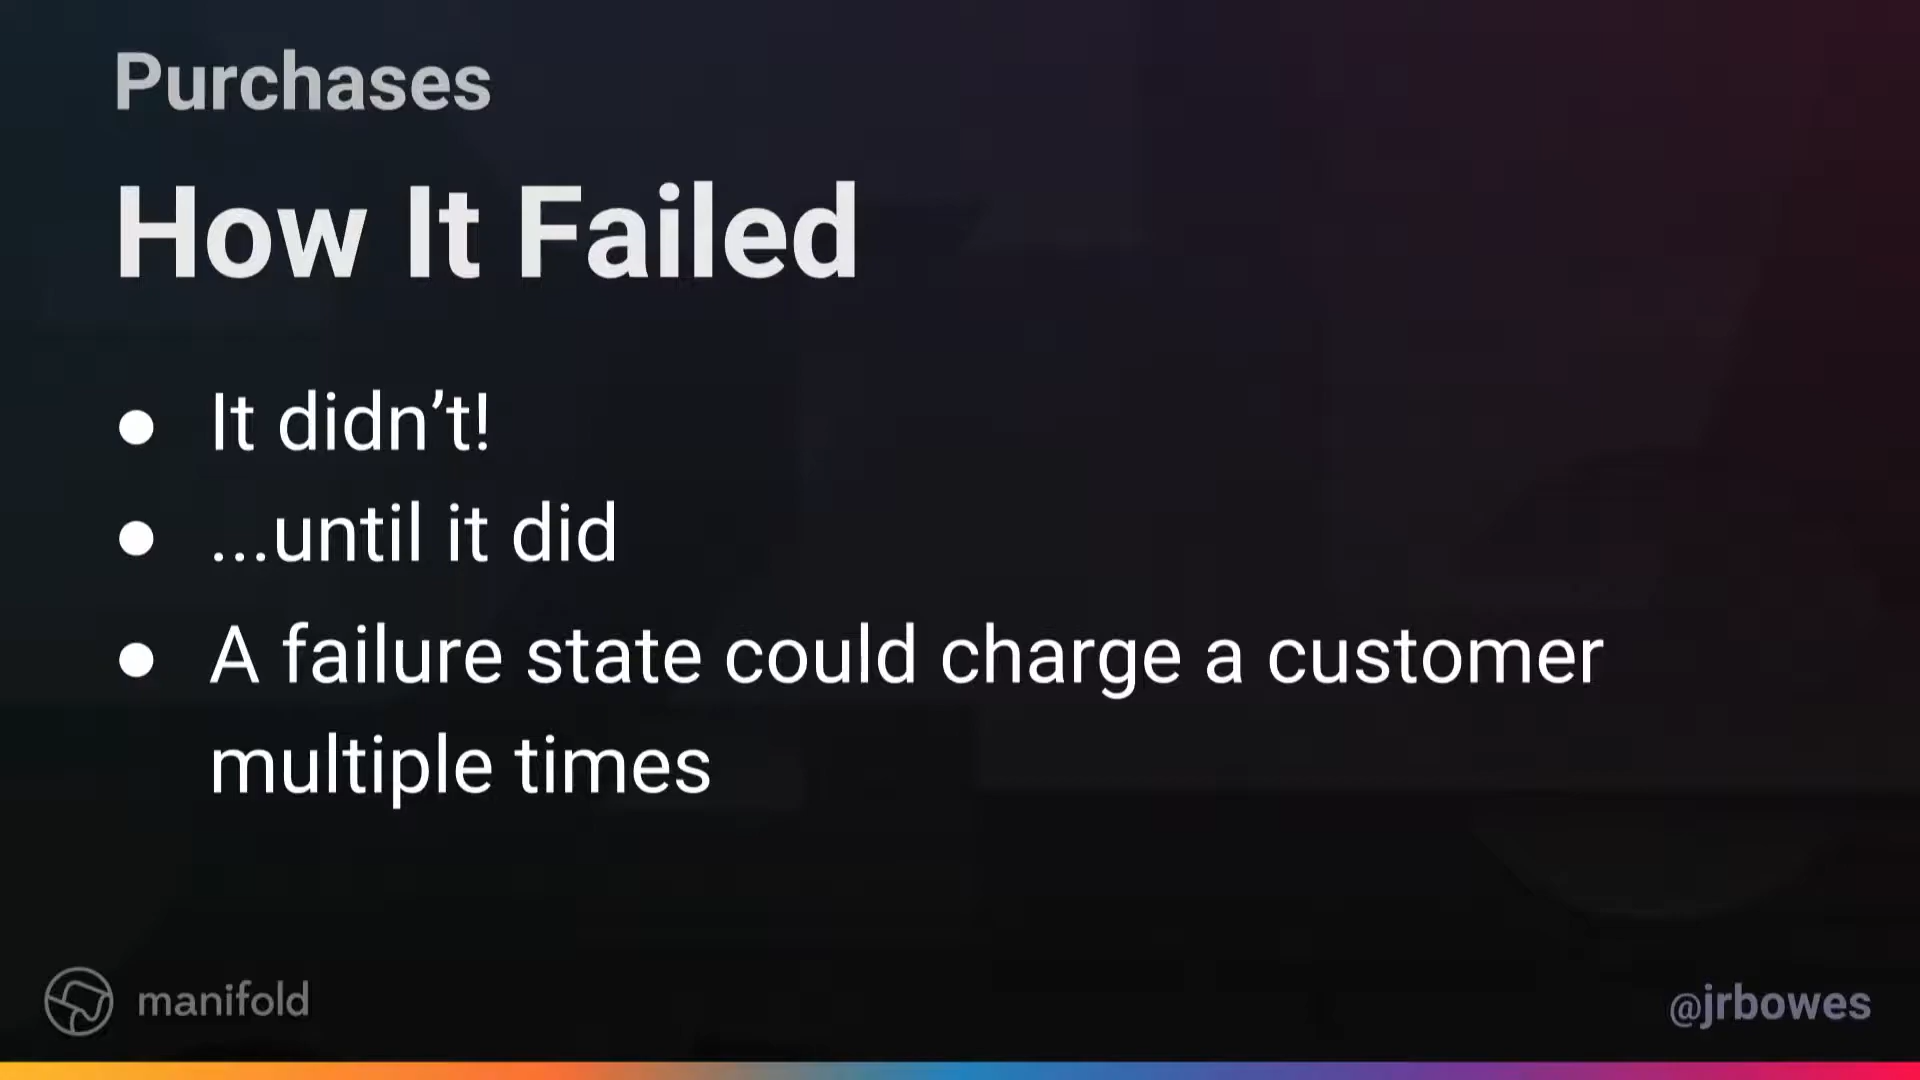 Purchases
How It Failed
● It didn’t!
● ...until it did
● A failure state could charge a customer
multiple times
manifold
@jrbowes